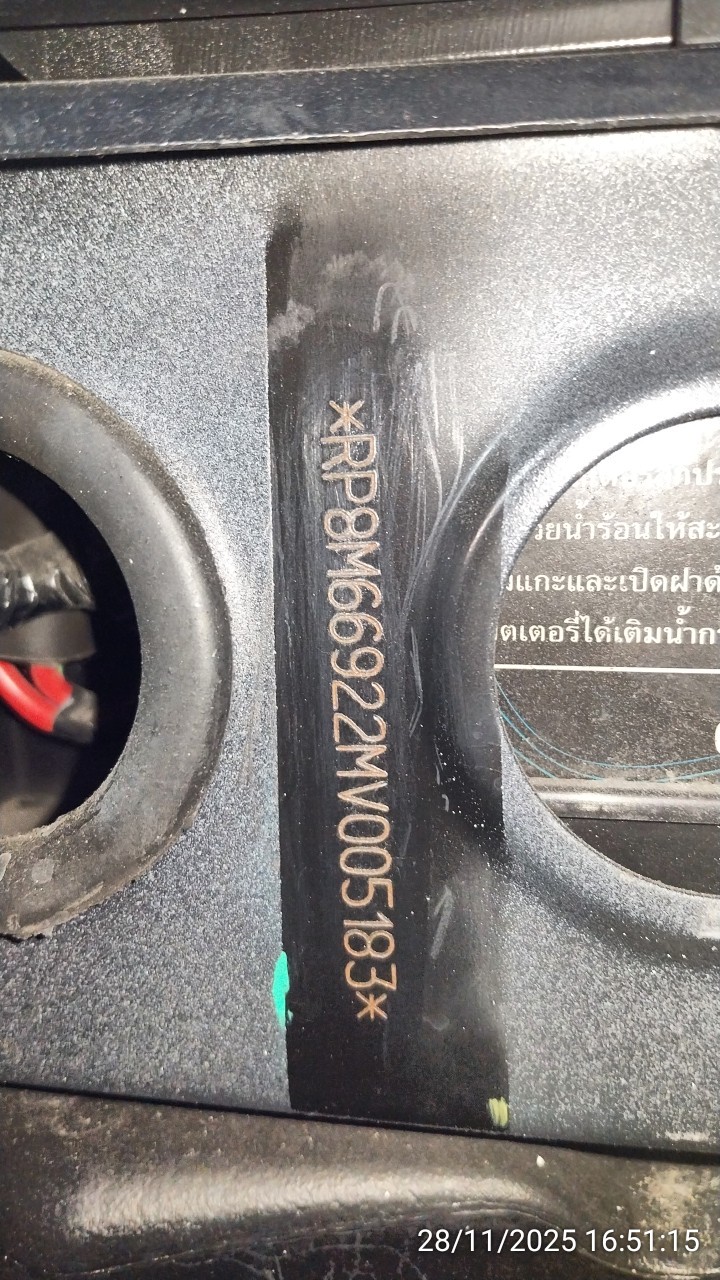 *RP8M66922MV005183*
วยน้ำร้อนให้สะ
มแกะและเปิดฝาด้
ตเตอรี่ได้เติมน้ำก
28/11/2025 16:51:15